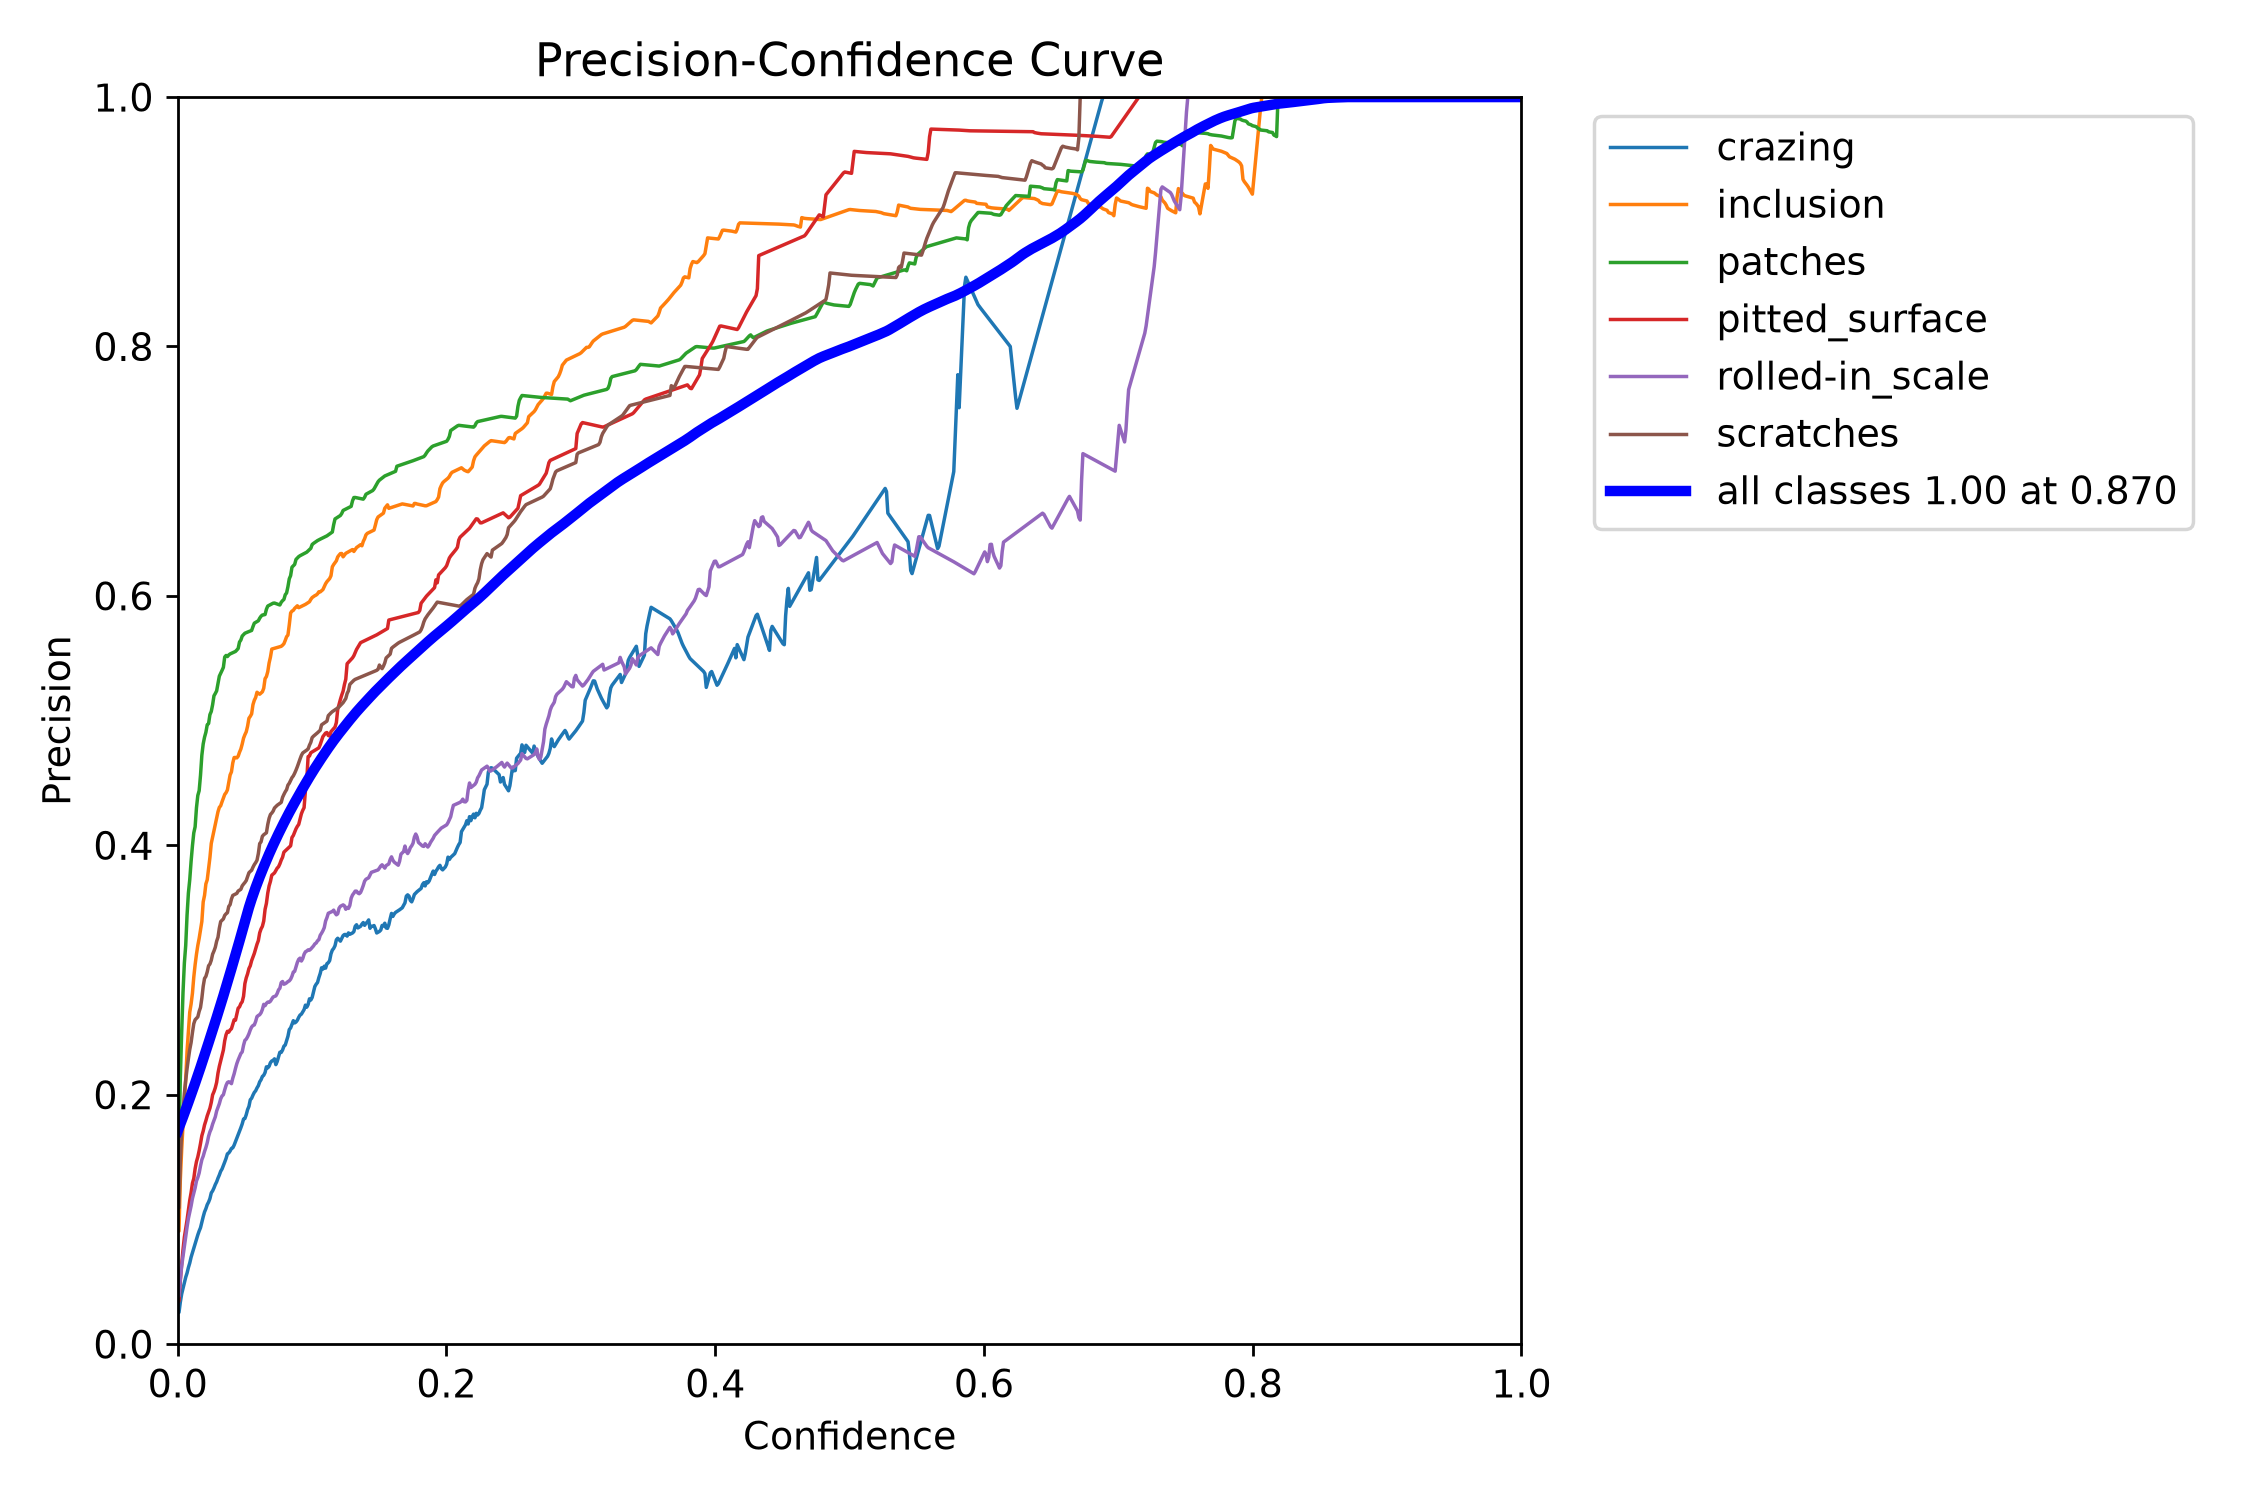 Precision-Confidence Curve
1.0
0.8
0.6
0.4
0.2
0.0
Precision
0.0 0.2 0.4 0.6 0.8 1.0
Confidence
crazing
inclusion
patches
pitted_surface
rolled-in_scale
scratches
all classes 1.00 at 0.870